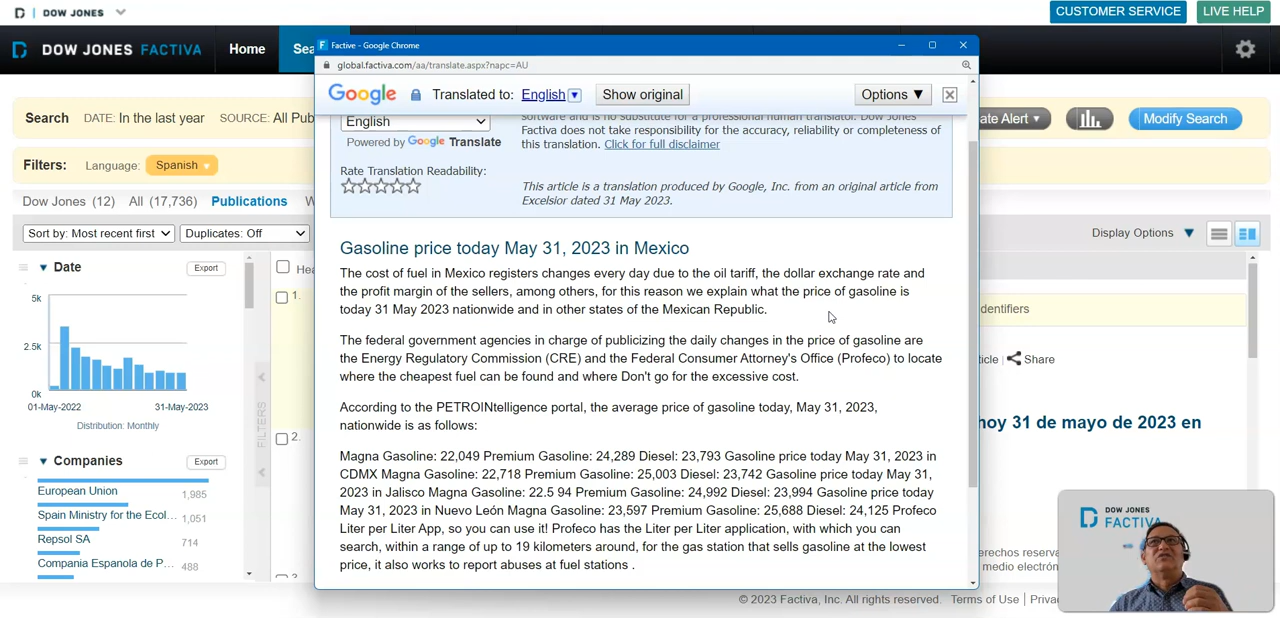 DOW JONES
CUSTOMER SERVICE
LIVE HELP
DOW JONES FACTIVA
Home
Sea
Factive - Google Chrome
global.factiva.com/aa/translate.aspx?napc=AU
Google Translated to: English Show original Options ▼
Search DATE: In the last year SOURCE: All Pub
ate Alert ▾
Modify Search
Filters: Language: Spanish
Dow Jones (12) All (17,736) Publications W
Sort by: Most recent first
Duplicates: Off
Display Options ▼
English
Powered by Google Translate
Rate Translation Readability:
software and is no substitute for a professional human translator. Dow Jones
Factiva does not take responsibility for the accuracy, reliability or completeness of
this translation. Click for full disclaimer
This article is a translation produced by Google, Inc. from an original article from
Excelsior dated 31 May 2023.
Date
Export
5k
2.5k
0k
01-May-2022 31-May-2023
Distribution: Monthly
Companies
Export
European Union 1,985
Spain Ministry for the Ecol... 1,051
Repsol SA 714
Compania Espanola de P... 488
FILTERS
Hea
1.
2.
Gasoline price today May 31, 2023 in Mexico
The cost of fuel in Mexico registers changes every day due to the oil tariff, the dollar exchange rate and
the profit margin of the sellers, among others, for this reason we explain what the price of gasoline is
today 31 May 2023 nationwide and in other states of the Mexican Republic.
The federal government agencies in charge of publicizing the daily changes in the price of gasoline are
the Energy Regulatory Commission (CRE) and the Federal Consumer Attorney's Office (Profeco) to locate
where the cheapest fuel can be found and where Don't go for the excessive cost.
According to the PETROINtelligence portal, the average price of gasoline today, May 31, 2023,
nationwide is as follows:
Magna Gasoline: 22,049 Premium Gasoline: 24,289 Diesel: 23,793 Gasoline price today May 31, 2023 in
CDMX Magna Gasoline: 22,718 Premium Gasoline: 25,003 Diesel: 23,742 Gasoline price today May 31,
2023 in Jalisco Magna Gasoline: 22.5 94 Premium Gasoline: 24,992 Diesel: 23,994 Gasoline price today
May 31, 2023 in Nuevo León Magna Gasoline: 23,597 Premium Gasoline: 25,688 Diesel: 24,125 Profeco
Liter per Liter App, so you can use it! Profeco has the Liter per Liter application, with which you can
search, within a range of up to 19 kilometers around, for the gas station that sells gasoline at the lowest
price, it also works to report abuses at fuel stations .
dentifiers
icle Share
hoy 31 de mayo de 2023 en
erechos reserva
medio electrón
DOW JONES
FACTIVA
© 2023 Factiva, Inc. All rights reserved. Terms of Use | Priva